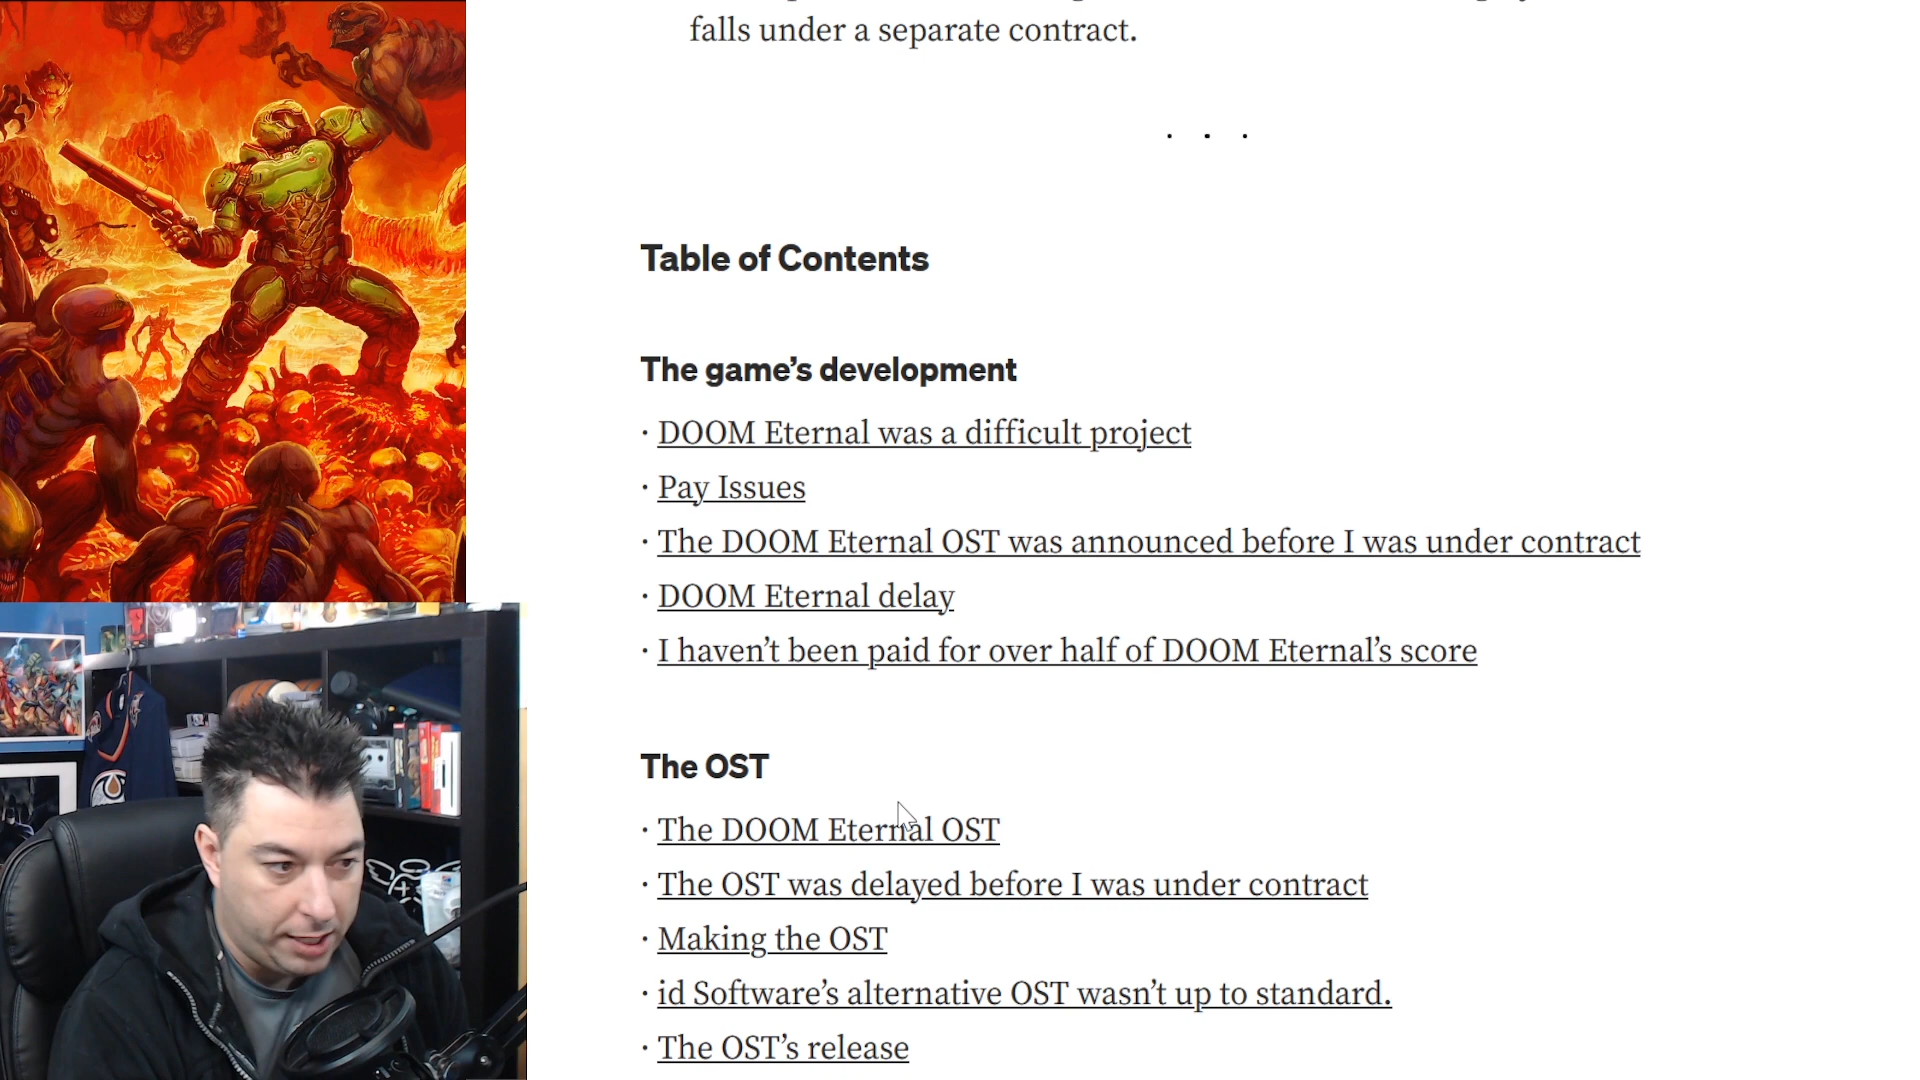 falls under a separate contract.
. . .
Table of Contents
The game’s development
· DOOM Eternal was a difficult project
· Pay Issues
· The DOOM Eternal OST was announced before I was under contract
· DOOM Eternal delay
· I haven’t been paid for over half of DOOM Eternal’s score
The OST
· The DOOM Eternal OST
· The OST was delayed before I was under contract
· Making the OST
· id Software’s alternative OST wasn’t up to standard.
· The OST’s release